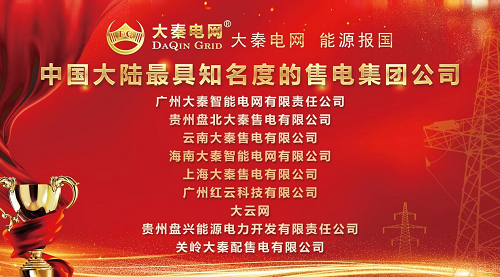 大秦电网®
DAQIN GRID
大秦电网 能源报国
中国大陆最具知名度的售电集团公司
广州大秦智能电网有限责任公司
贵州盘北大秦售电有限公司
云南大秦售电有限公司
海南大秦智能电网有限公司
上海大秦售电有限公司
广州红云科技有限公司
大云网
贵州盘兴能源电力开发有限责任公司
关岭大秦配售电有限公司